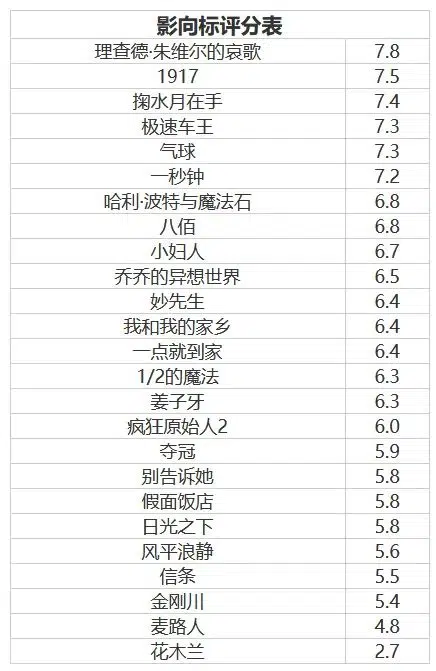 影向标评分表
理查德·朱维尔的哀歌 7.8
1917 7.5
掬水月在手 7.4
极速车王 7.3
气球 7.3
一秒钟 7.2
哈利·波特与魔法石 6.8
八佰 6.8
小妇人 6.7
乔乔的异想世界 6.5
妙先生 6.4
我和我的家乡 6.4
一点就到家 6.4
1/2的魔法 6.3
姜子牙 6.3
疯狂原始人2 6.0
夺冠 5.9
别告诉她 5.8
假面饭店 5.8
日光之下 5.8
风平浪静 5.6
信条 5.5
金刚川 5.4
麦路人 4.8
花木兰 2.7